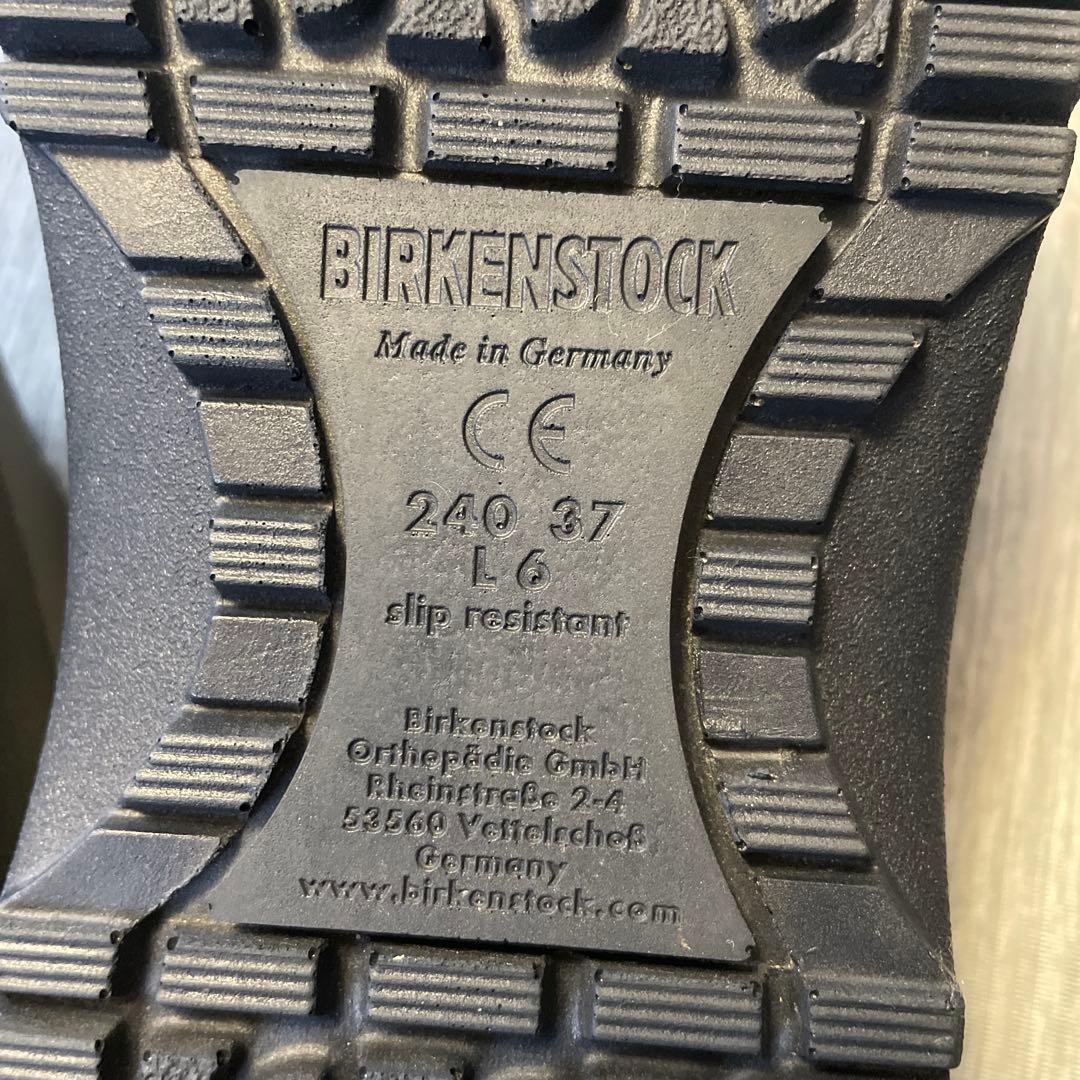 BIRKENSTOCK
Made in Germany
CE
240 37
L 6
slip resistant
Birkenstock
Orthopädie GmbH
Rheinstraße 2-4
53560 Vettelschoß
Germany
www.birkenstock.com